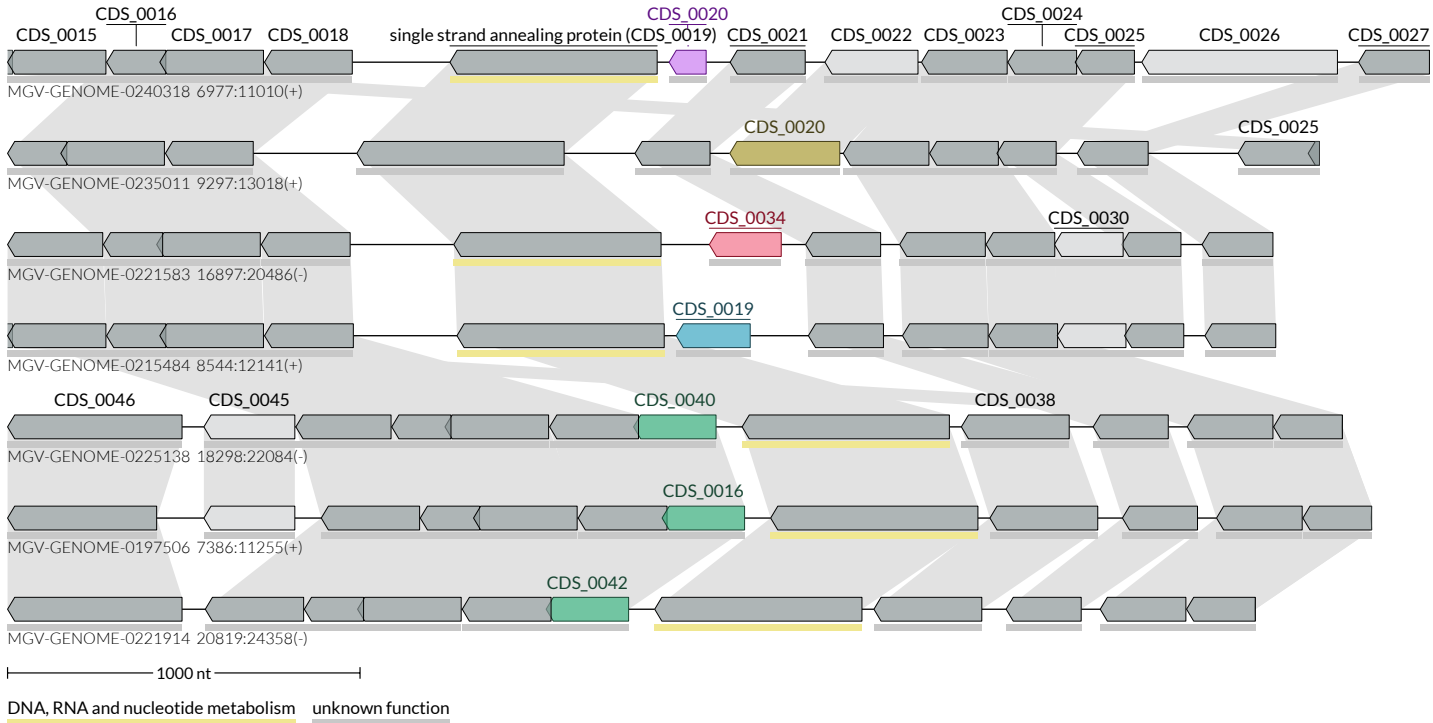 CDS_0016 CDS_0020 CDS_0024
CDS_0015 CDS_0017 CDS_0018 single strand annealing protein (CDS_0019) CDS_0021 CDS_0022 CDS_0023 CDS_0025 CDS_0026 CDS_0027
MGV-GENOME-0240318 6977:11010(+)
CDS_0020 CDS_0025
MGV-GENOME-0235011 9297:13018(+)
CDS_0034 CDS_0030
MGV-GENOME-0221583 16897:20486(-)
CDS_0019
MGV-GENOME-0215484 8544:12141(+)
CDS_0046 CDS_0045 CDS_0040 CDS_0038
MGV-GENOME-0225138 18298:22084(-)
CDS_0016
MGV-GENOME-0197506 7386:11255(+)
CDS_0042
MGV-GENOME-0221914 20819:24358(-)
1000 nt
DNA, RNA and nucleotide metabolism unknown function